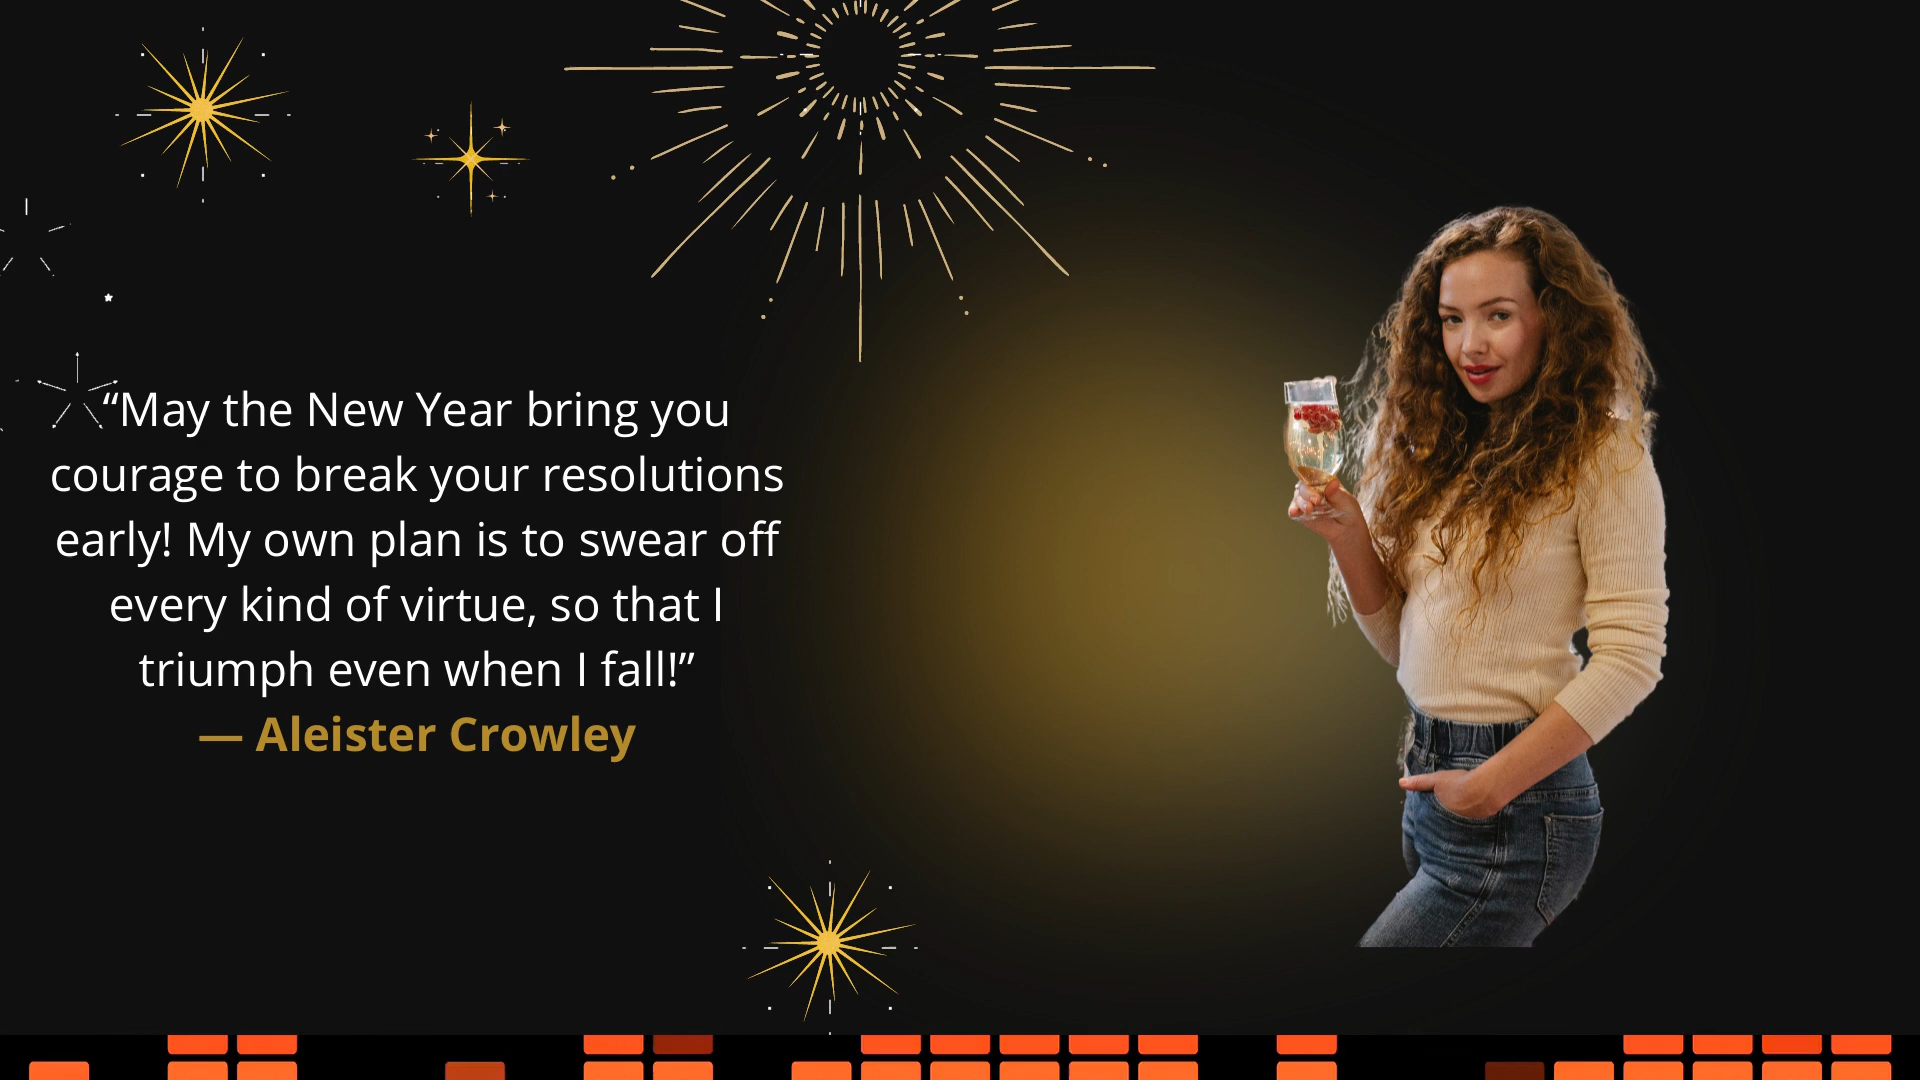 “May the New Year bring you
courage to break your resolutions
early! My own plan is to swear off
every kind of virtue, so that I
triumph even when I fall!”
— Aleister Crowley